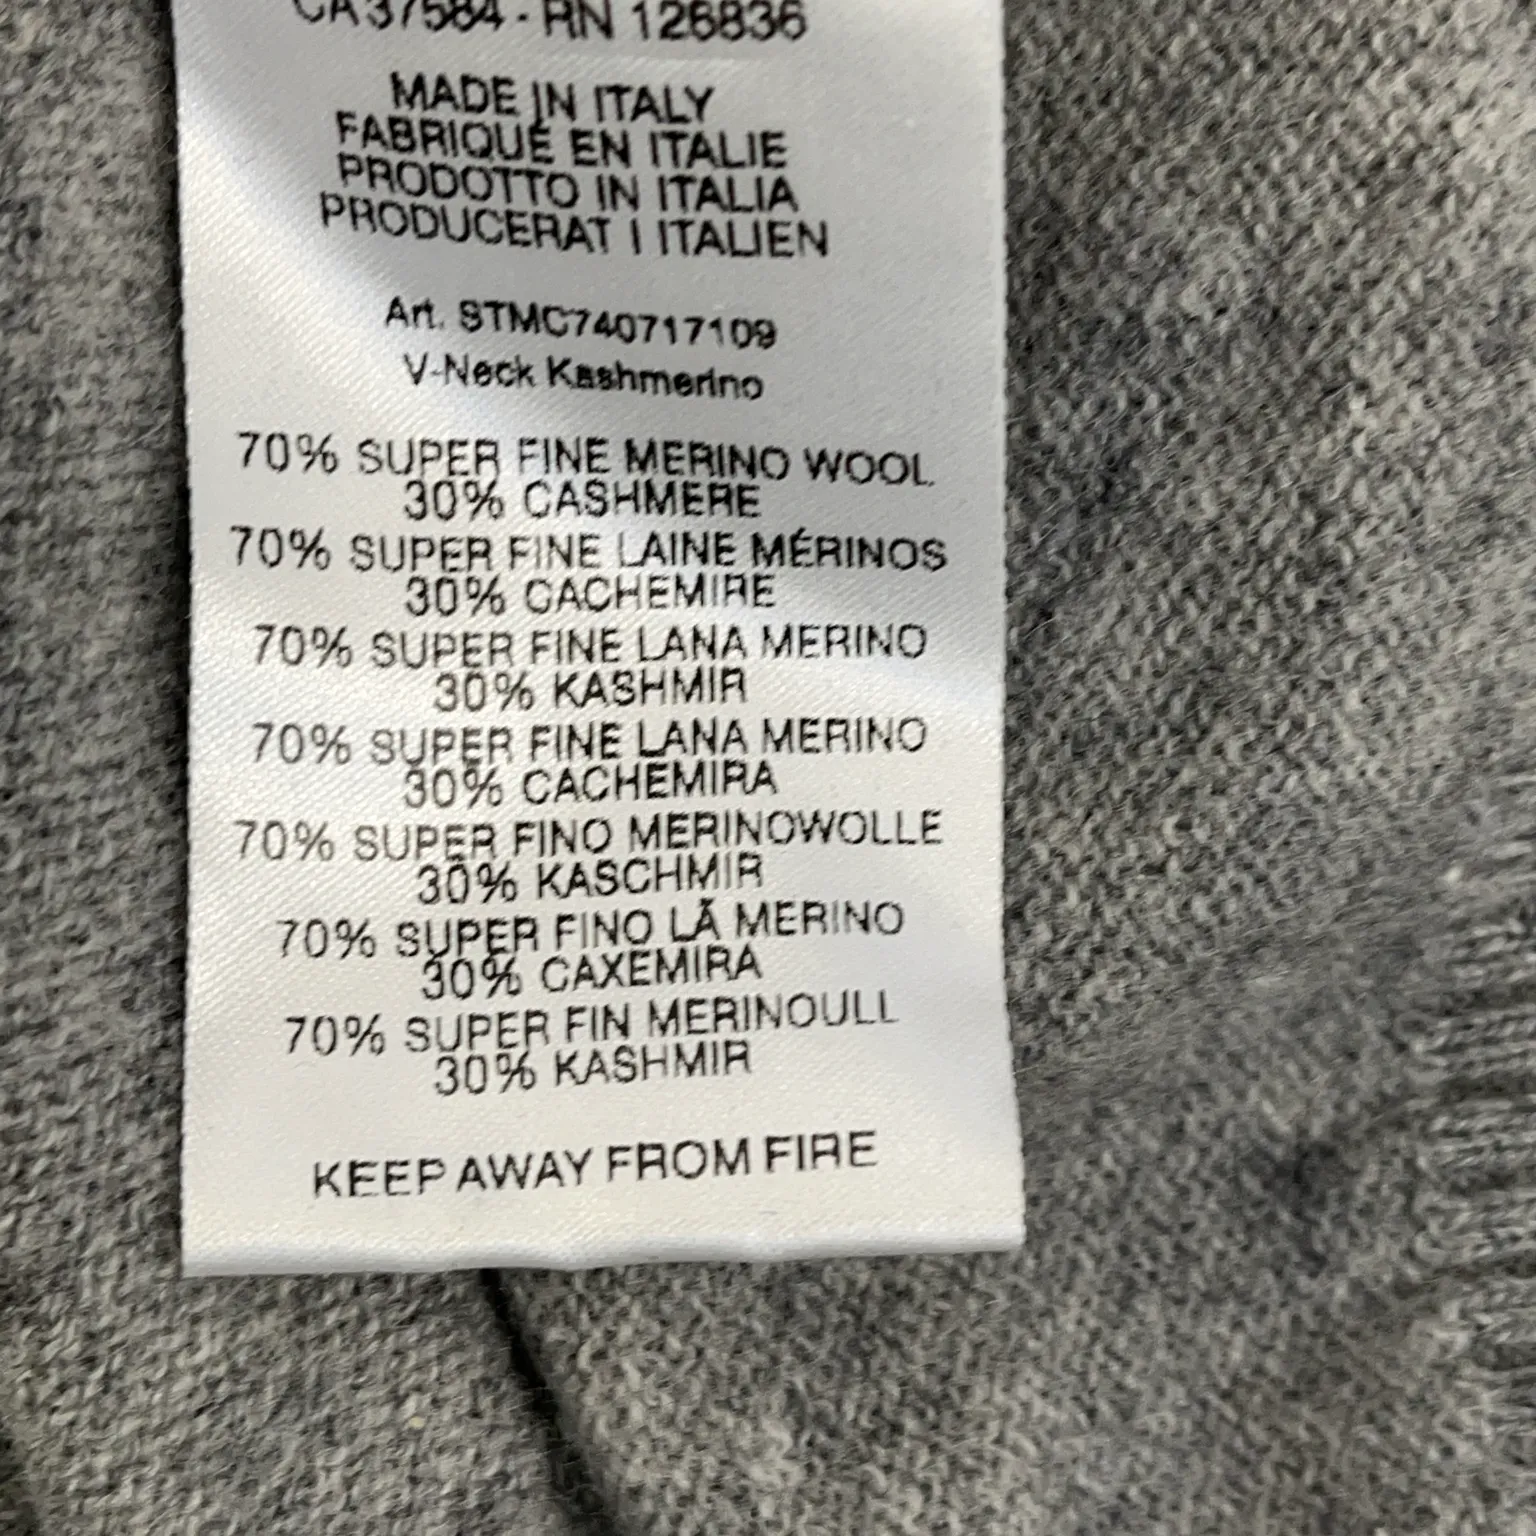 CA 37584 - RN 126836
MADE IN ITALY
FABRIQUÉ EN ITALIE
PRODOTTO IN ITALIA
PRODUCERAT I ITALIEN
Art. STMC740717109
V-Neck Kashmerino
70% SUPER FINE MERINO WOOL
30% CASHMERE
70% SUPER FINE LAINE MÉRINOS
30% CACHEMIRE
70% SUPER FINE LANA MERINO
30% KASHMIR
70% SUPER FINE LANA MERINO
30% CACHEMIRA
70% SUPER FINO MERINOWOLLE
30% KASCHMIR
70% SUPER FINO LÃ MERINO
30% CAXEMIRA
70% SUPER FIN MERINOULL
30% KASHMIR
KEEP AWAY FROM FIRE